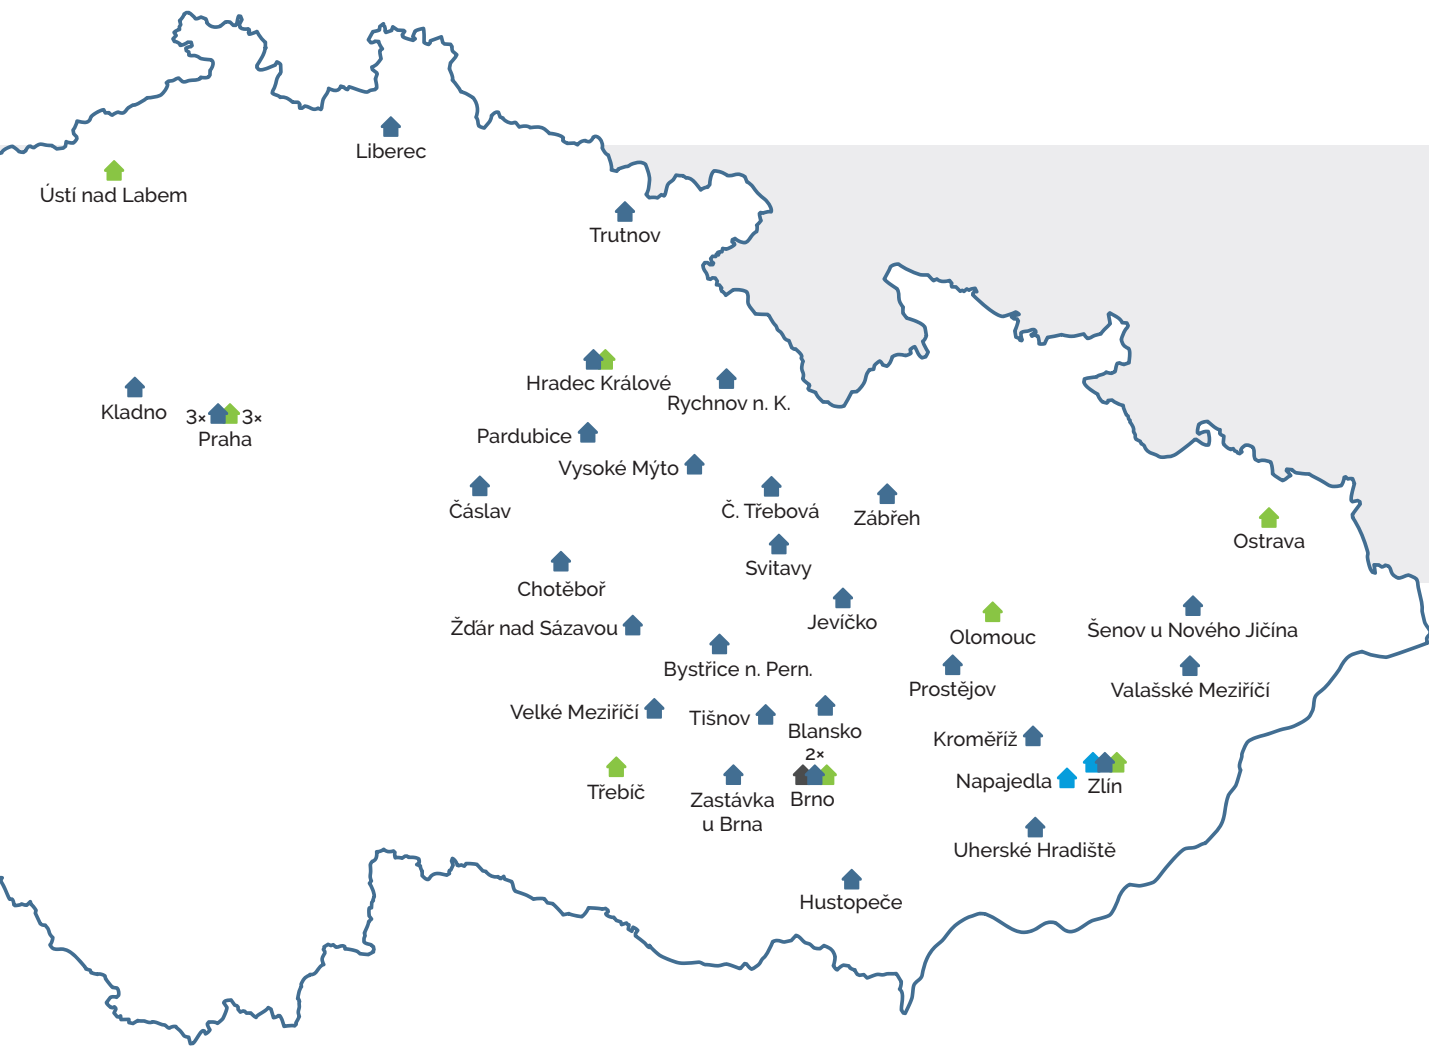 Liberec
Ústí nad Labem
Trutnov
Hradec Králové
Rychnov n. K.
Kladno
3× 3×
Praha
Pardubice
Vysoké Mýto
Čáslav
Č. Třebová
Zábřeh
Ostrava
Svitavy
Chotěboř
Jevíčko
Žďár nad Sázavou
Olomouc
Šenov u Nového Jičína
Bystřice n. Pern.
Prostějov
Valašské Meziříčí
Velké Meziříčí
Tišnov
Blansko
Kroměříž
2×
Napajedla
Zlín
Třebíč
Zastávka
u Brna
Brno
Uherské Hradiště
Hustopeče